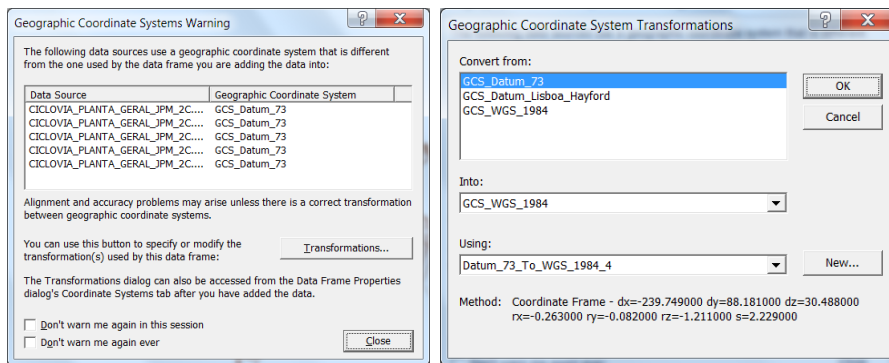 Geographic Coordinate Systems Warning
The following data sources use a geographic coordinate system that is different
from the one used by the data frame you are adding the data into:
Data Source Geographic Coordinate System
CICLOVIA_PLANTA_GERAL_JPM_2C.... GCS_Datum_73
CICLOVIA_PLANTA_GERAL_JPM_2C.... GCS_Datum_73
CICLOVIA_PLANTA_GERAL_JPM_2C.... GCS_Datum_73
CICLOVIA_PLANTA_GERAL_JPM_2C.... GCS_Datum_73
CICLOVIA_PLANTA_GERAL_JPM_2C.... GCS_Datum_73
Alignment and accuracy problems may arise unless there is a correct transformation
between geographic coordinate systems.
You can use this button to specify or modify the
transformation(s) used by this data frame:
Transformations...
The Transformations dialog can also be accessed from the Data Frame Properties
dialog's Coordinate Systems tab after you have added the data.
Don't warn me again in this session
Don't warn me again ever
Close
Geographic Coordinate System Transformations
Convert from:
GCS_Datum_73
GCS_Datum_Lisboa_Hayford
GCS_WGS_1984
OK
Cancel
Into:
GCS_WGS_1984
Using:
Datum_73_To_WGS_1984_4
New...
Method: Coordinate Frame - dx=-239.749000 dy=88.181000 dz=30.488000
rx=-0.263000 ry=-0.082000 rz=-1.211000 s=2.229000